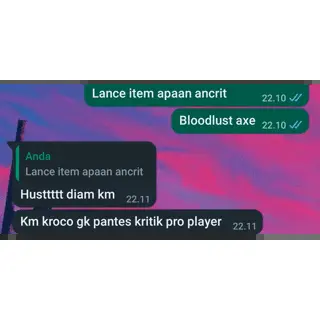 Lance item apaan ancrit
22.10
Bloodlust axe
22.10
Anda
Lance item apaan ancrit
Husttttt diam km
22.11
Km kroco gk pantes kritik pro player
22.11